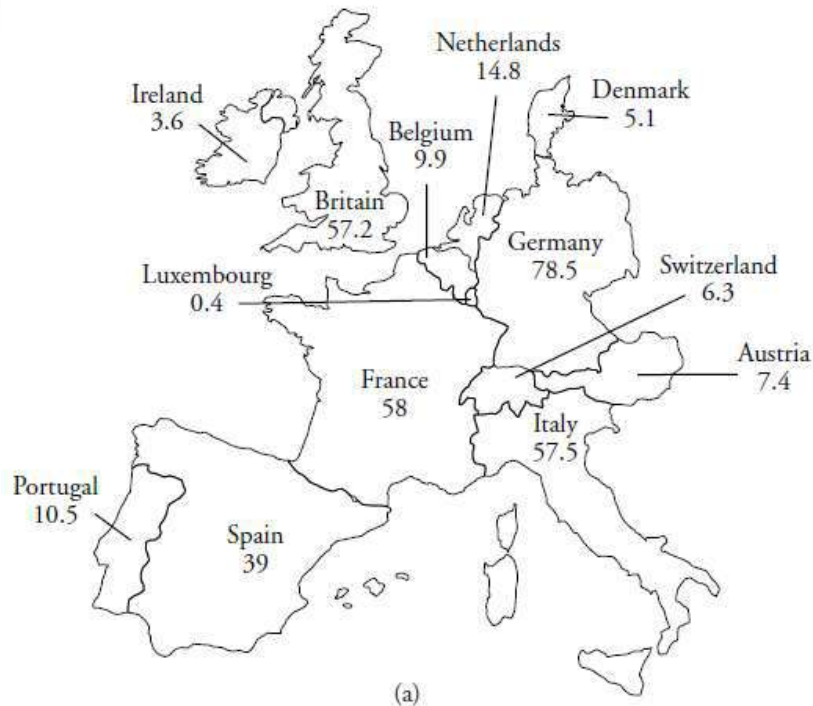 Netherlands
14.8
Ireland
3.6
Denmark
5.1
Belgium
9.9
Britain
57.2
Germany
78.5
Luxembourg
0.4
Switzerland
6.3
Austria
7.4
France
58
Italy
57.5
Portugal
10.5
Spain
39
(a)